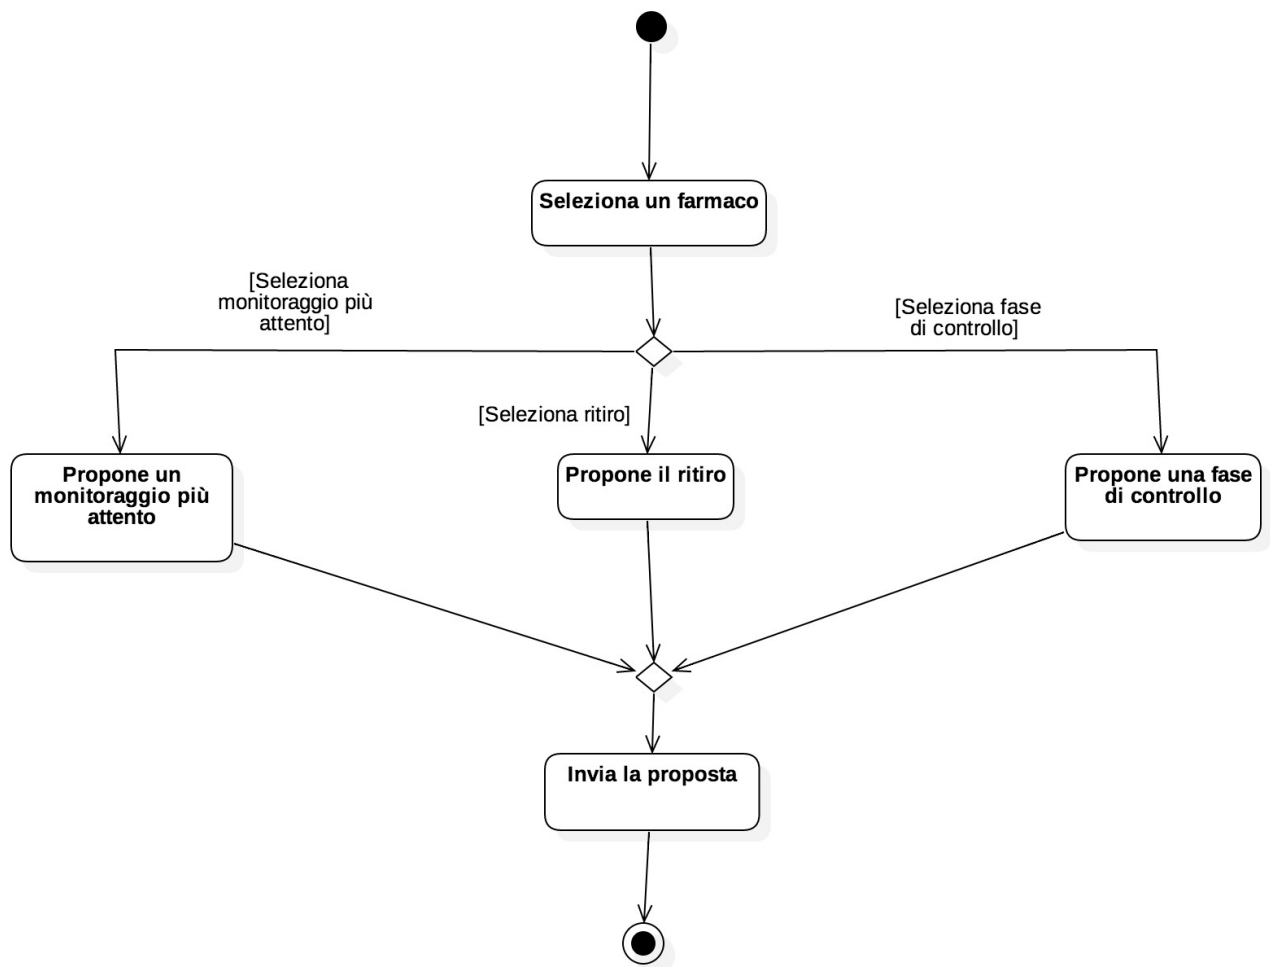 Seleziona un farmaco
[Seleziona
monitoraggio più
attento]
[Seleziona fase
di controllo]
[Seleziona ritiro]
Propone un
monitoraggio più
attento
Propone il ritiro
Propone una fase
di controllo
Invia la proposta